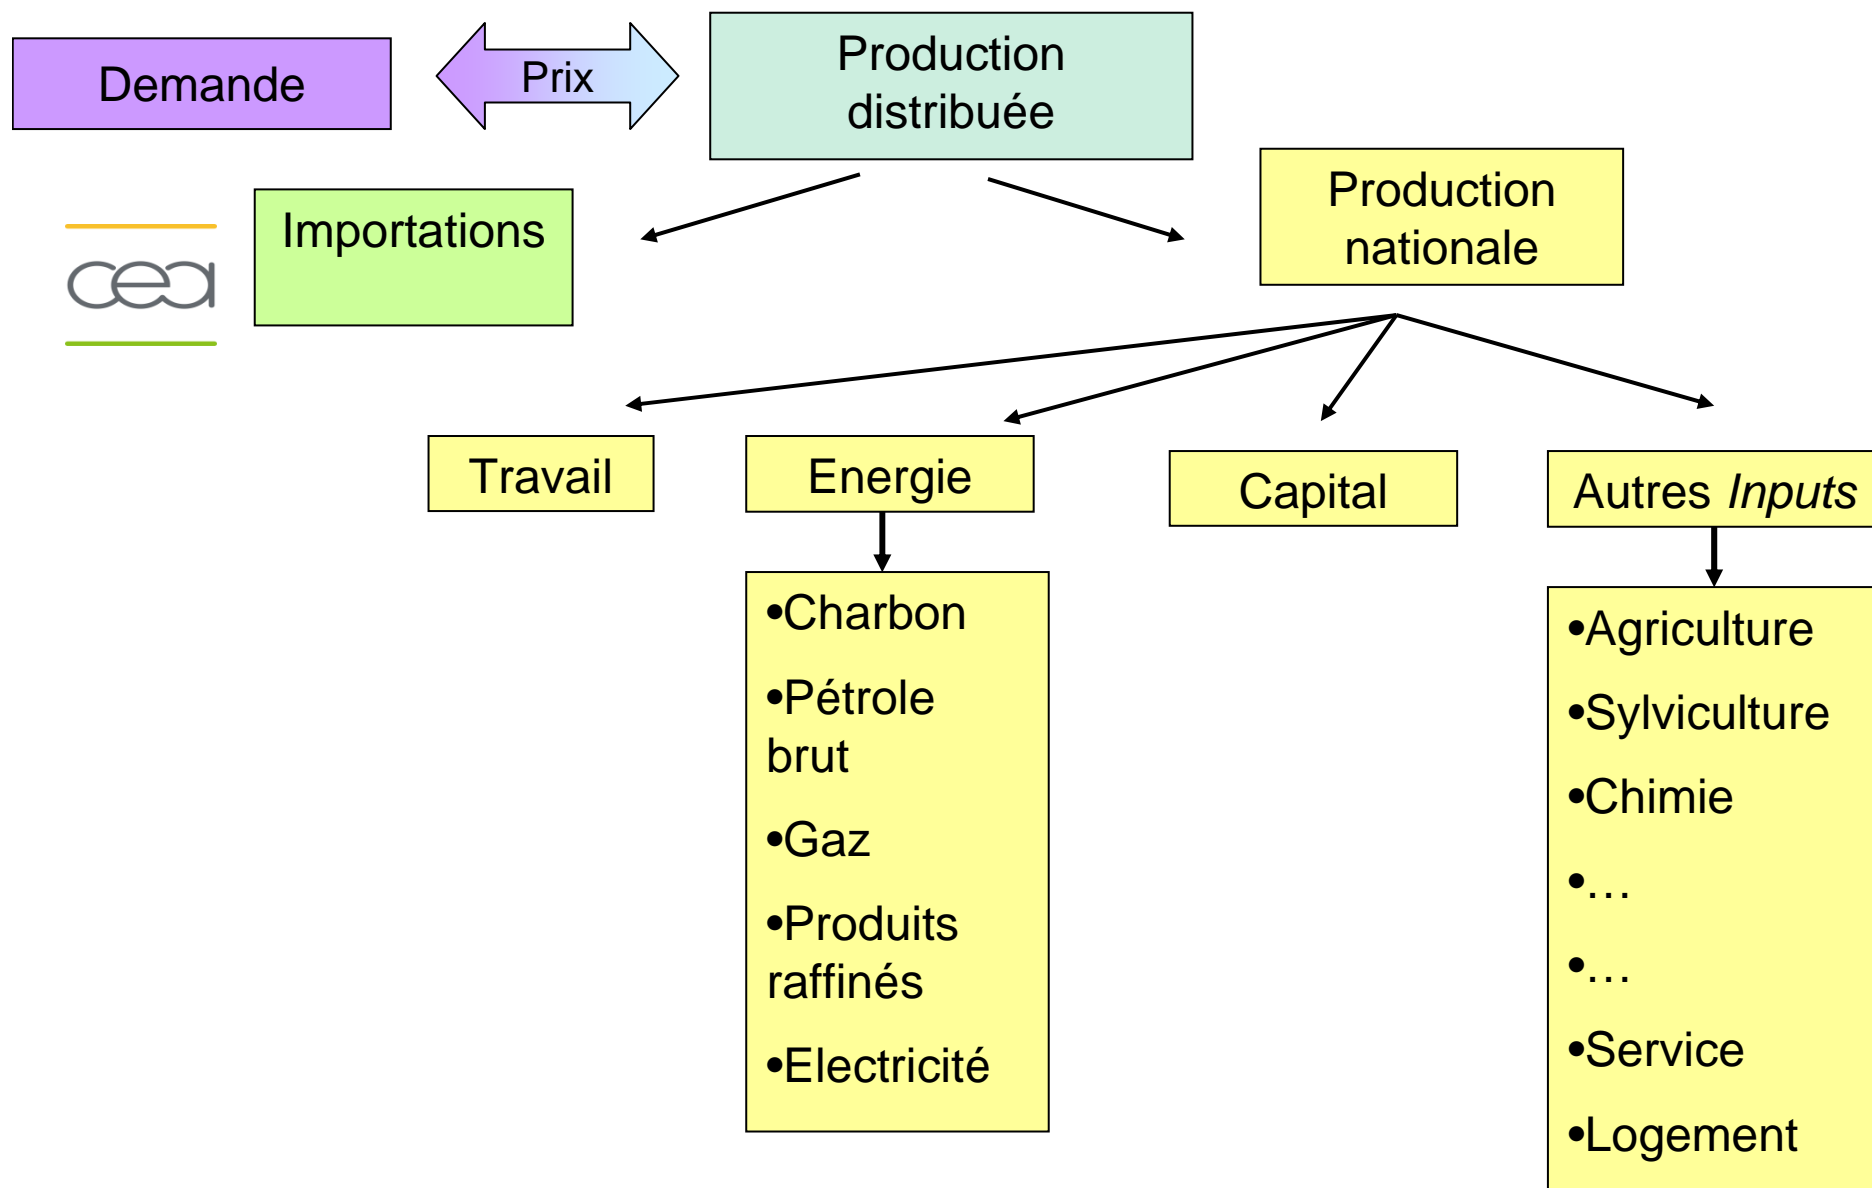 Demande
Prix
Production
distribuée
Importations
cea
Production
nationale
Travail
Energie
Capital
Autres Inputs
•Charbon
•Pétrole
brut
•Gaz
•Produits
raffinés
•Electricité
•Agriculture
•Sylviculture
•Chimie
•…
•…
•Service
•Logement